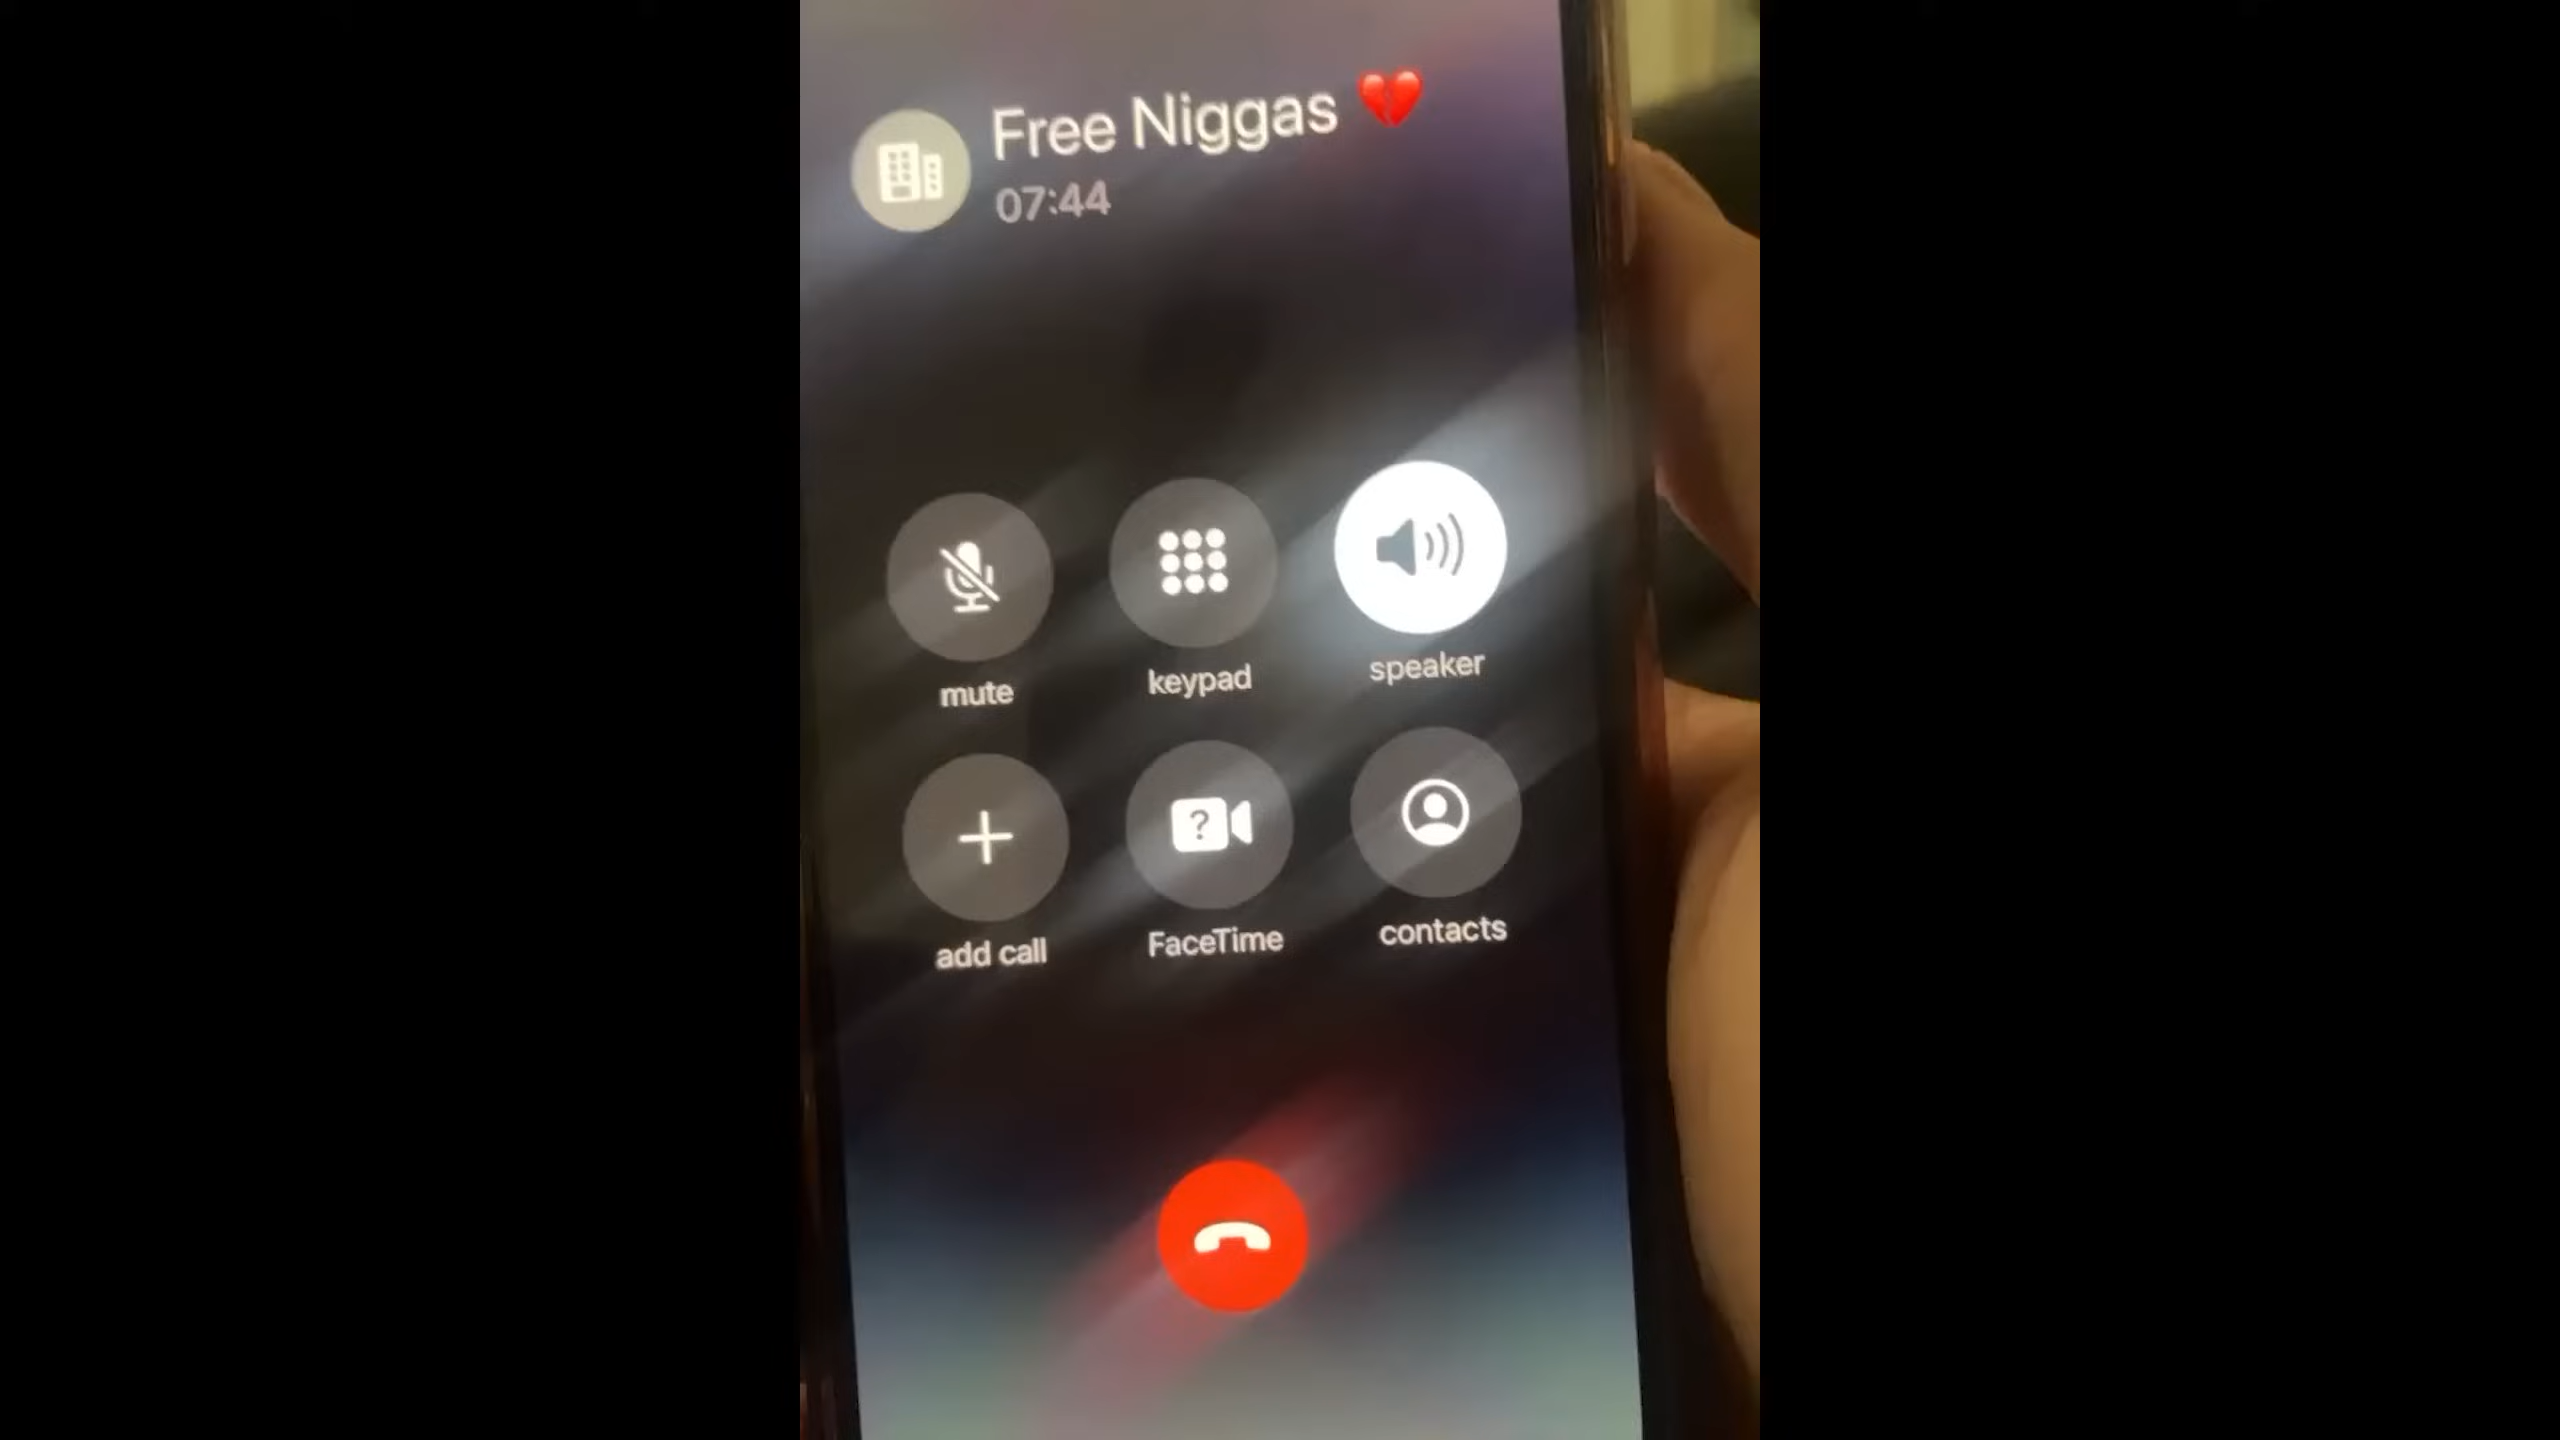 Free Niggas 💔
07:44
mute
keypad
speaker
add call
FaceTime
contacts